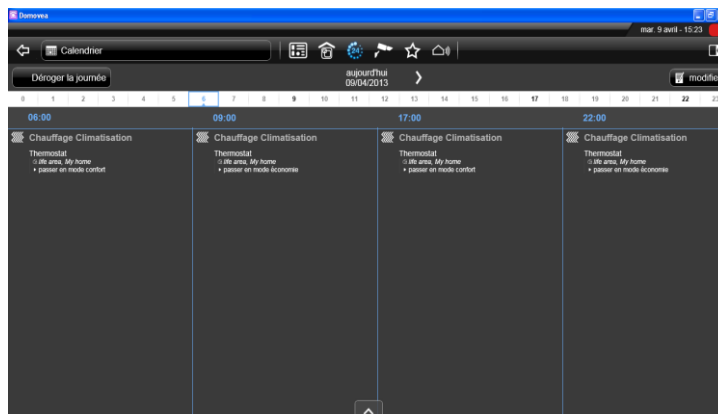 Domovea
mar. 9 avril - 15:23
Calendrier
24
Déroger la journée
aujourd'hui
09/04/2013
modifie
0 1 2 3 4 5 6 7 8 9 10 11 12 13 14 15 16 17 18 19 20 21 22 23
06:00
09:00
17:00
22:00
Chauffage Climatisation
Thermostat
life area, My home
passer en mode confort
Chauffage Climatisation
Thermostat
life area, My home
passer en mode économie
Chauffage Climatisation
Thermostat
life area, My home
passer en mode confort
Chauffage Climatisation
Thermostat
life area, My home
passer en mode économie